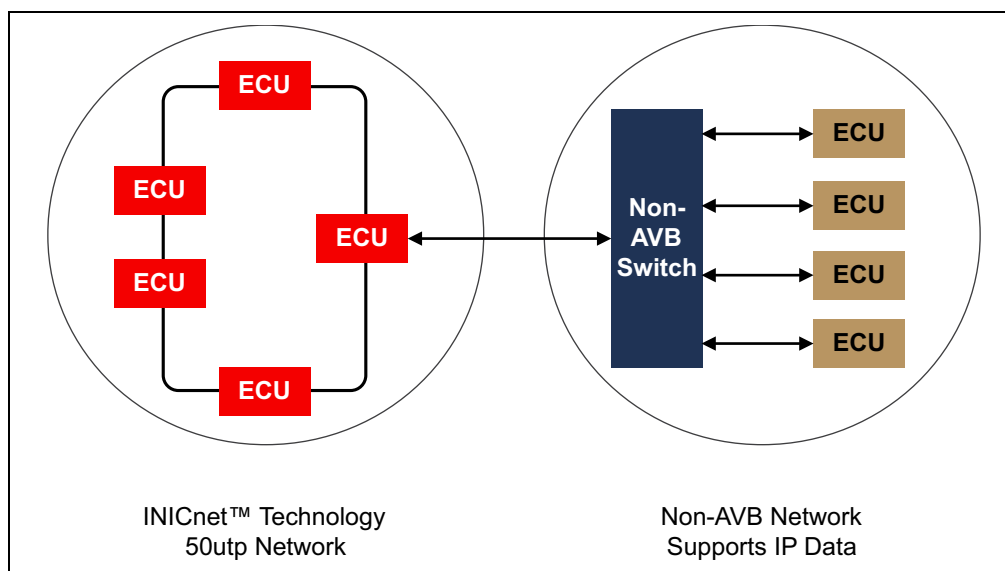 ECU
ECU
ECU
ECU
ECU
Non-
AVB
Switch
ECU
ECU
ECU
ECU
INICnet™ Technology
50utp Network
Non-AVB Network
Supports IP Data